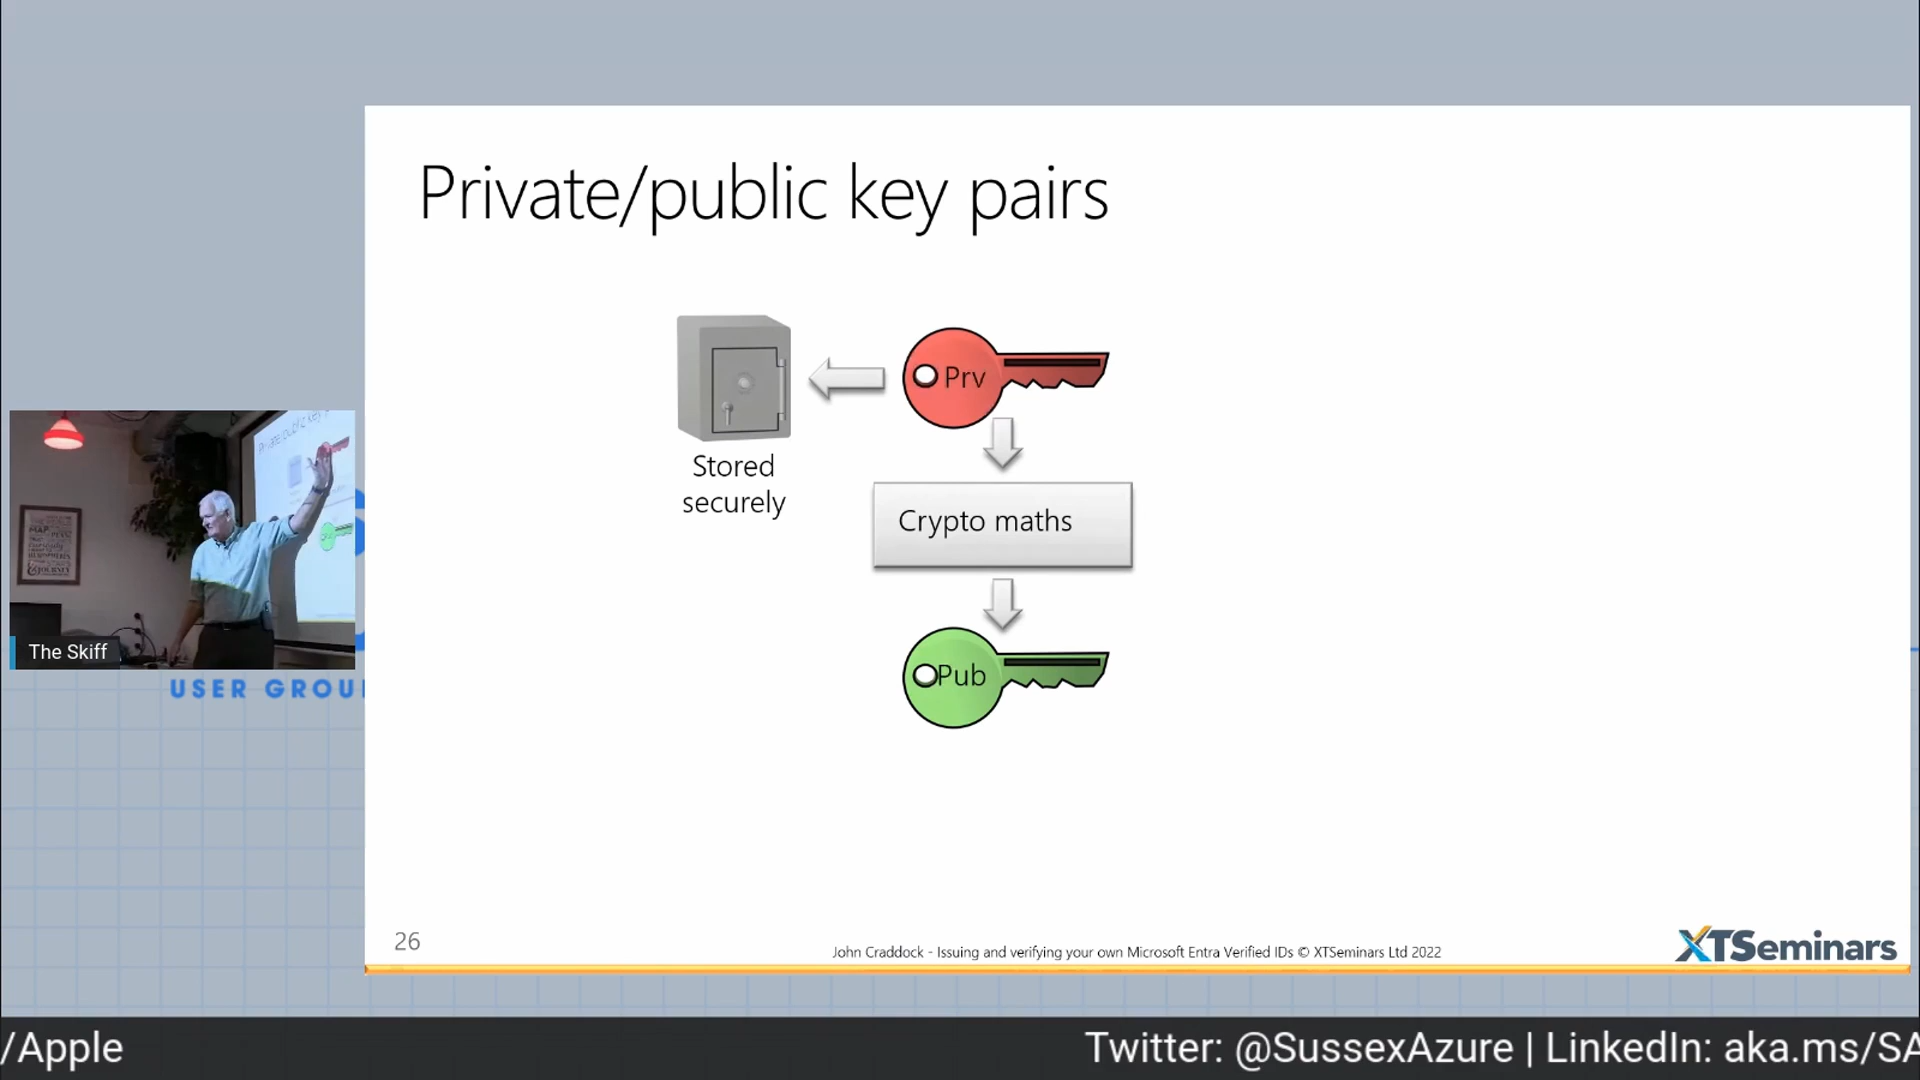 Private/public key pairs
Prv
Stored
securely
Crypto maths
Pub
The Skiff
USER GROU
26
John Craddock - Issuing and verifying your own Microsoft Entra Verified IDs © XTSeminars Ltd 2022
XTSeminars
/Apple
Twitter: @SussexAzure | LinkedIn: aka.ms/SA